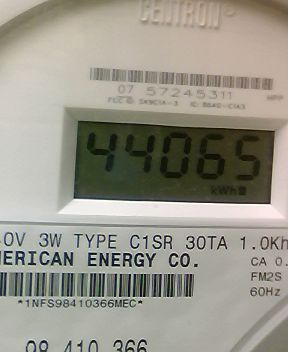 CENTRON®
07 57245311
44065
kWh
0V 3W TYPE C1SR 30TA 1.0Kh
MERICAN ENERGY CO.
CA 0.
FM2S
*1NFS98410366MEC*
60Hz
98 410 366